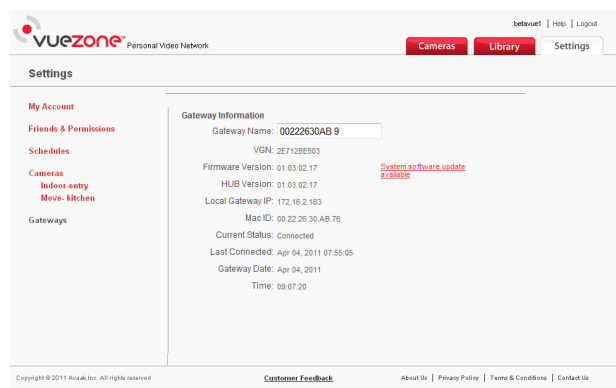 betavue1 | Help | Logout
vuezone™ Personal Video Network
Cameras
Library
Settings
Settings
My Account
Friends & Permissions
Schedules
Cameras
Indoor-entry
Move- kitchen
Gateways
Gateway Information
Gateway Name: 00222630AB 9
VGN: 2E712BE503
Firmware Version: 01.03.02.17
System software update
available
HUB Version: 01.03.02.17
Local Gateway IP: 172.16.2.183
Mac ID: 00.22.26.30.AB.76
Current Status: Connected
Last Connected: Apr 04, 2011 07:55:05
Gateway Date: Apr 04, 2011
Time: 09:07:20
Copyright © 2011 Avaak,Inc. All rights reserved
Customer Feedback
About Us | Privacy Policy | Terms & Conditions | Contact Us